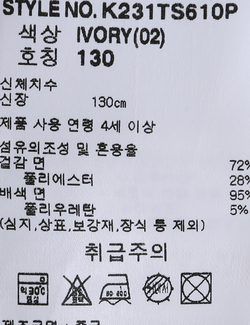 STYLE NO. K231TS610P
색상 IVORY(02)
호칭 130
신체치수
신장 130cm
제품 사용 연령 4세 이상
섬유의조성 및 혼용율
겉감 면 72%
폴리에스터 28%
배색 면 95%
폴리우레탄 5%
(심지,상표,보강재,장식 등 제외)
취급주의